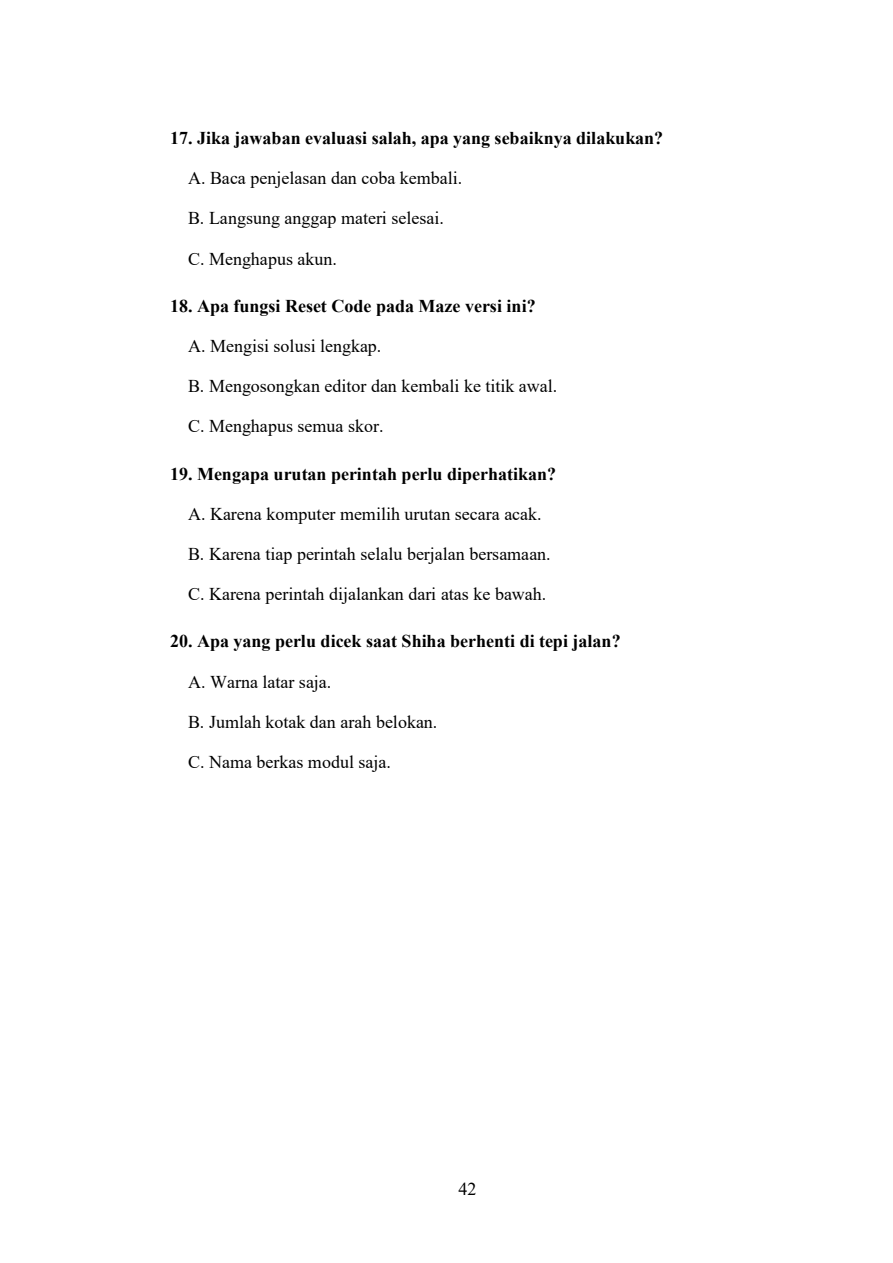 17. Jika jawaban evaluasi salah, apa yang sebaiknya dilakukan?
A. Baca penjelasan dan coba kembali.
B. Langsung anggap materi selesai.
C. Menghapus akun.
18. Apa fungsi Reset Code pada Maze versi ini?
A. Mengisi solusi lengkap.
B. Mengosongkan editor dan kembali ke titik awal.
C. Menghapus semua skor.
19. Mengapa urutan perintah perlu diperhatikan?
A. Karena komputer memilih urutan secara acak.
B. Karena tiap perintah selalu berjalan bersamaan.
C. Karena perintah dijalankan dari atas ke bawah.
20. Apa yang perlu dicek saat Shiha berhenti di tepi jalan?
A. Warna latar saja.
B. Jumlah kotak dan arah belokan.
C. Nama berkas modul saja.
42